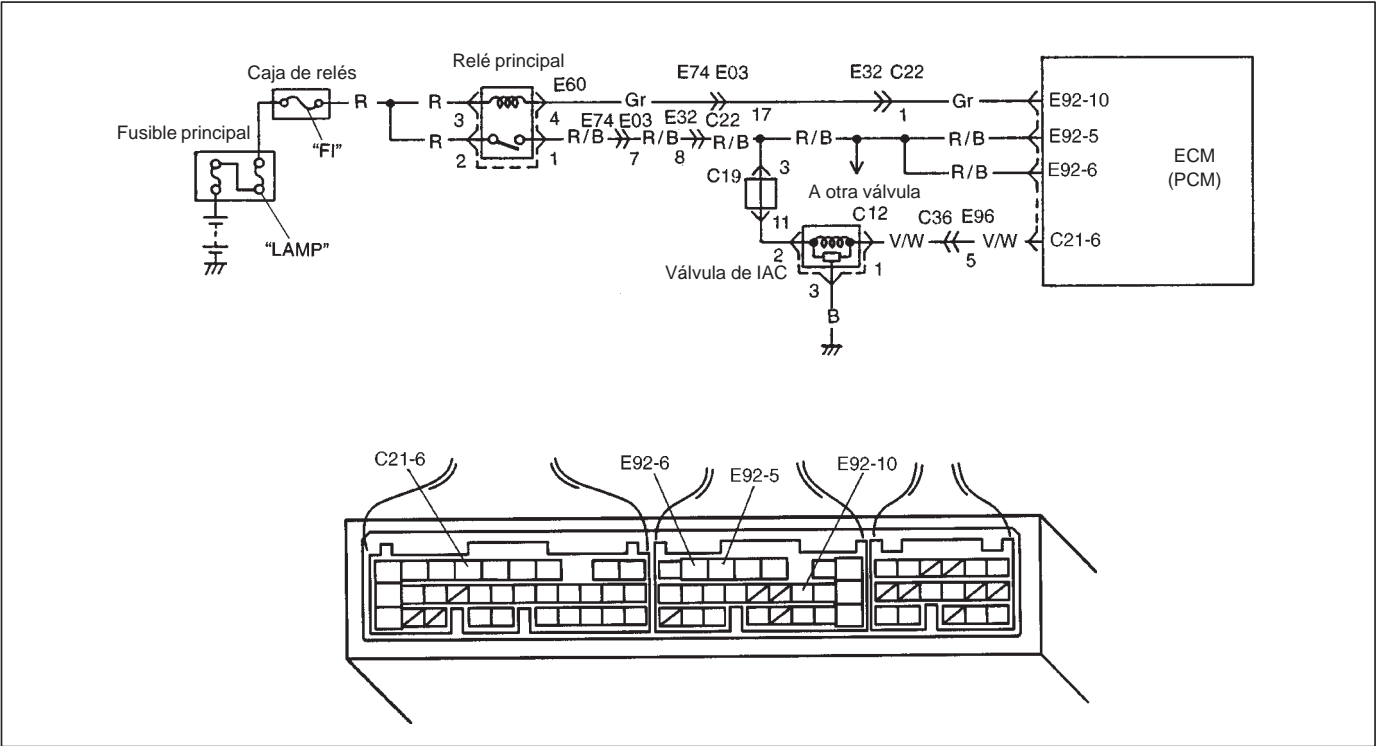 Caja de relés
Relé principal
Fusible principal
"FI"
"LAMP"
R
R
R
3
2
E60
4
1
Gr
E74 E03
17
E32 C22
1
Gr
E92-10
R/B
E74 E03
7
R/B
E32
8
C22
R/B
R/B
R/B
E92-5
R/B
E92-6
ECM
(PCM)
C19
3
11
A otra válvula
C12
2
1
3
Válvula de IAC
V/W
C36 E96
5
V/W
C21-6
B
C21-6
E92-6
E92-5
E92-10